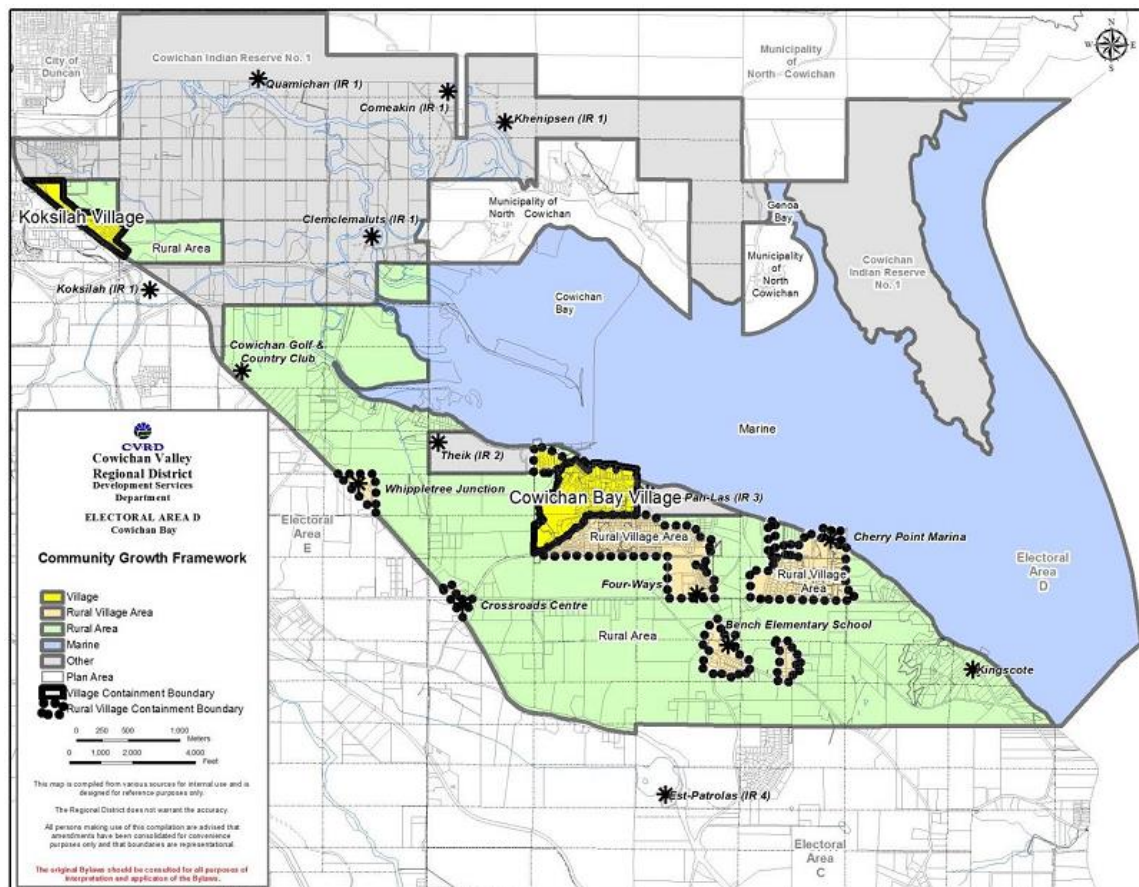 City of
Duncan
Cowichan Indian Reserve No. 1
Municipality
of
North Cowichan
N
W
E
S
Quamichan (IR 1)
Comeakin (IR 1)
Khenipsen (IR 1)
Koksilah Village
Rural Area
Clemclemaluts (IR 1)
Municipality of
North Cowichan
Genoa
Bay
Municipality
of North
Cowichan
Cowichan
Indian Reserve
No. 1
Koksilah (IR 1)
Cowichan
Bay
Cowichan Golf &
Country Club
Marine
Theik (IR 2)
Whippletree Junction
Cowichan Bay Village
Pah-Las (IR 3)
Electoral
Area E
Rural Village Area
Cherry Point Marina
Electoral
Area
D
Four-Ways
Rural Village
Area
Crossroads Centre
Bench Elementary School
Rural Area
Kingscote
Est-Patrolas (IR 4)
Electoral
Area
C
CVRD
Cowichan Valley
Regional District
Development Services
Department
ELECTORAL AREA D
Cowichan Bay
Community Growth Framework
Village
Rural Village Area
Rural Area
Marine
Other
Plan Area
Village Containment Boundary
Rural Village Containment Boundary
0 250 500 1,000
Meters
0 1,000 2,000 4,000
Feet
This map is compiled from various sources for internal use and is
designed for reference purposes only.
The Regional District does not warrant the accuracy.
All persons making use of this compilation are advised that
amendments have been consolidated for convenience
purposes only and that boundaries are representational.
The original Bylaws should be consulted for all purposes of
interpretation and application of the Bylaws.